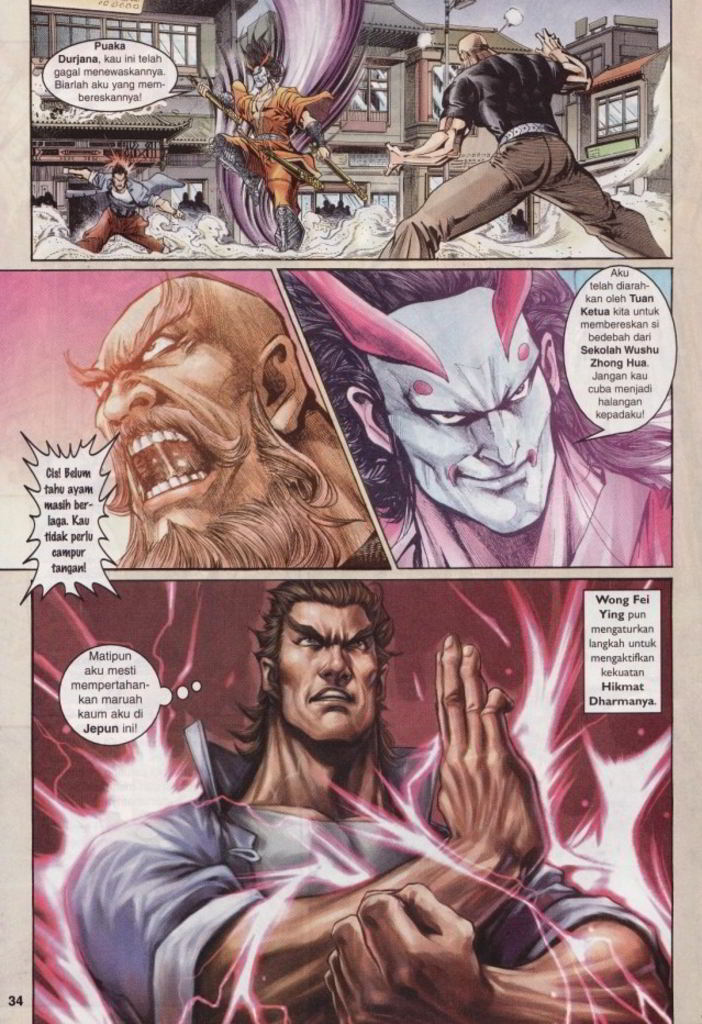 Puaka
Durjana, kau ini telah
gagal menewaskannya.
Biarlah aku yang mem-
bereskannya!
Aku
telah diarah-
kan oleh Tuan
Ketua kita untuk
membereskan si
bedebah dari
Sekolah Wushu
Zhong Hua.
Jangan kau
cuba menjadi
halangan
kepadaku!
Cis! Belum
tahu ayam
masih ber-
laga. Kau
tidak perlu
campur
tangan!
Matipun
aku mesti
mempertahan-
kan maruah
kaum aku di
Jepun ini!
Wong Fei
Ying pun
mengaturkan
langkah untuk
mengaktifkan
kekuatan
Hikmat
Dharmanya.
34